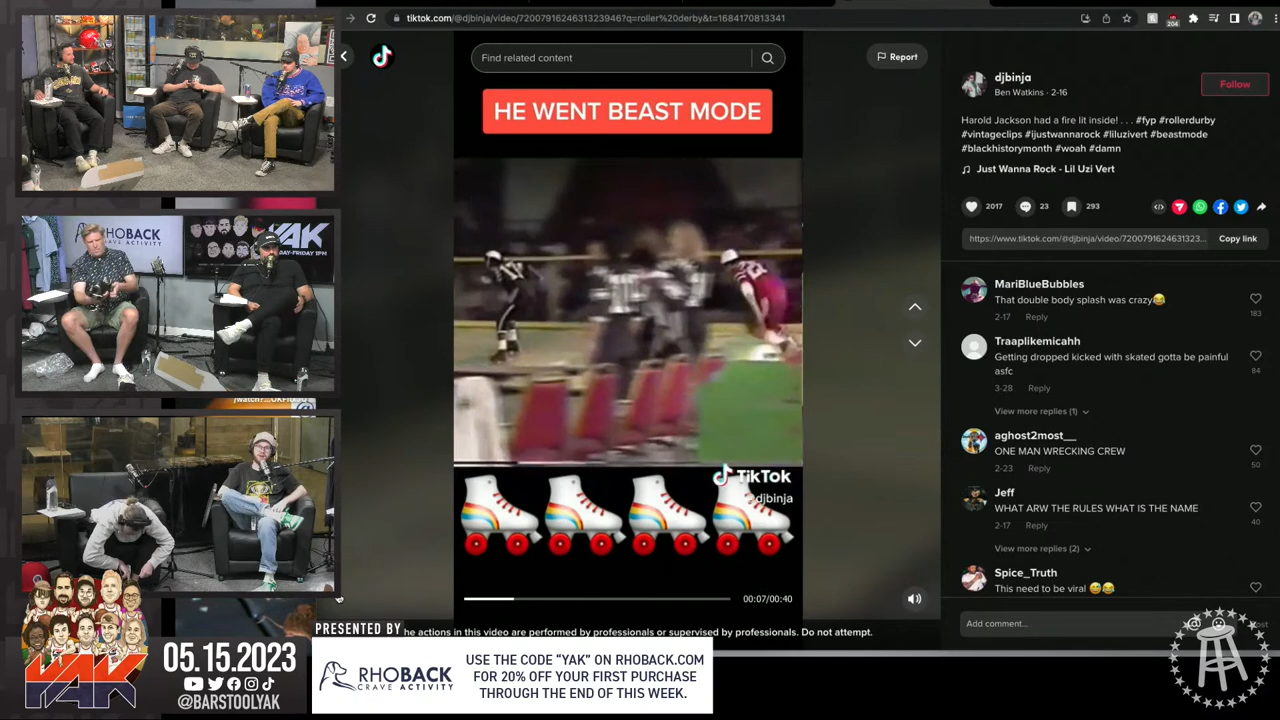 tiktok.com/@djbinja/video/7200791624631323946?q=roller%20derby&t=1684170813341
204
Find related content
Report
HE WENT BEAST MODE
djbinja
Ben Watkins · 2-16
Follow
Harold Jackson had a fire lit inside! . . . #fyp #rollerdurby
#vintageclips #ijustwannarock #liluzivert #beastmode
#blackhistorymonth #woah #damn
Just Wanna Rock - Lil Uzi Vert
2017
23
293
https://www.tiktok.com/@djbinja/video/7200791624631323...
Copy link
MariBlueBubbles
That double body splash was crazy😂
2-17 Reply
183
Traaplikemicahh
Getting dropped kicked with skated gotta be painful
asfc
3-28 Reply
84
View more replies (1)
aghost2most__
ONE MAN WRECKING CREW
2-23 Reply
50
Jeff
WHAT ARW THE RULES WHAT IS THE NAME
2-17 Reply
40
View more replies (2)
Spice_Truth
This need to be viral 😅😂
Add comment...
RHOBACK
CRAVE ACTIVITY
YAK
DAY-FRIDAY 1PM
TikTok
@djbinja
00:07/00:40
he actions in this video are performed by professionals or supervised by professionals. Do not attempt.
PRESENTED BY
YAK
05.15.2023
@BARSTOOLYAK
RHOBACK
CRAVE ACTIVITY
USE THE CODE "YAK" ON RHOBACK.COM
FOR 20% OFF YOUR FIRST PURCHASE
THROUGH THE END OF THIS WEEK.